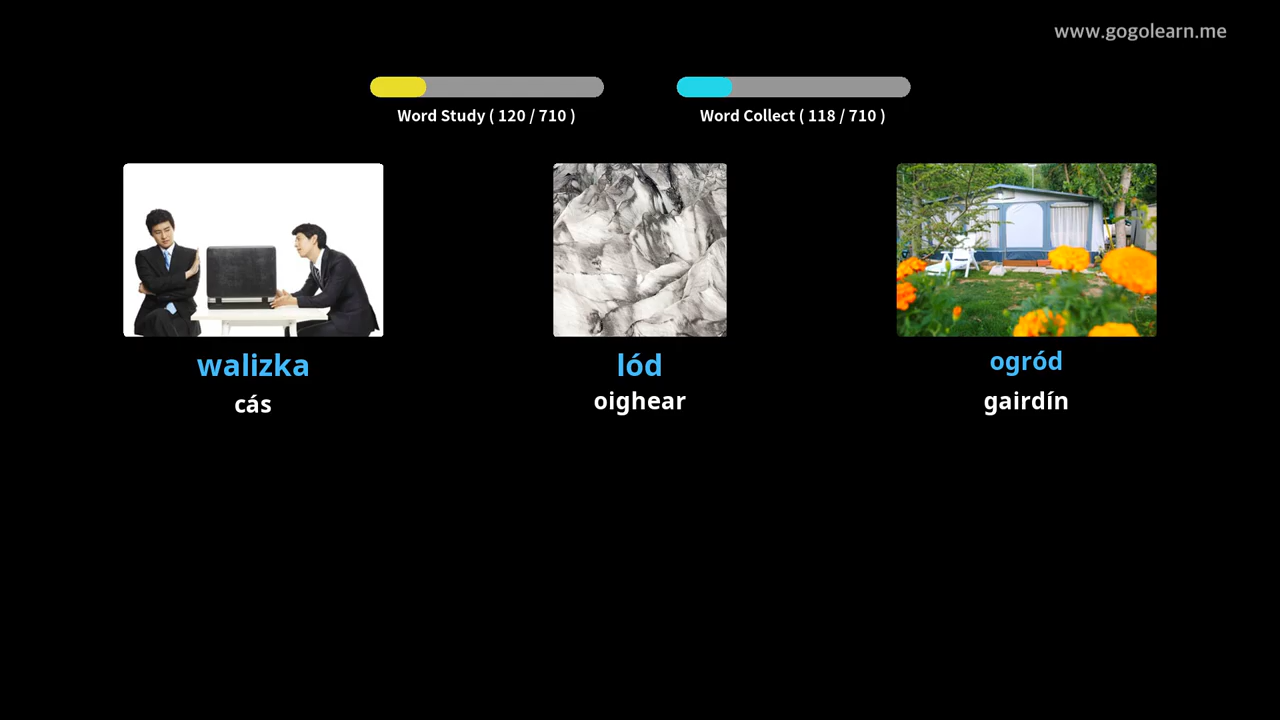 www.gogolearn.me
Word Study ( 120 / 710 )
Word Collect ( 118 / 710 )
walizka
cás
lód
oighear
ogród
gairdín